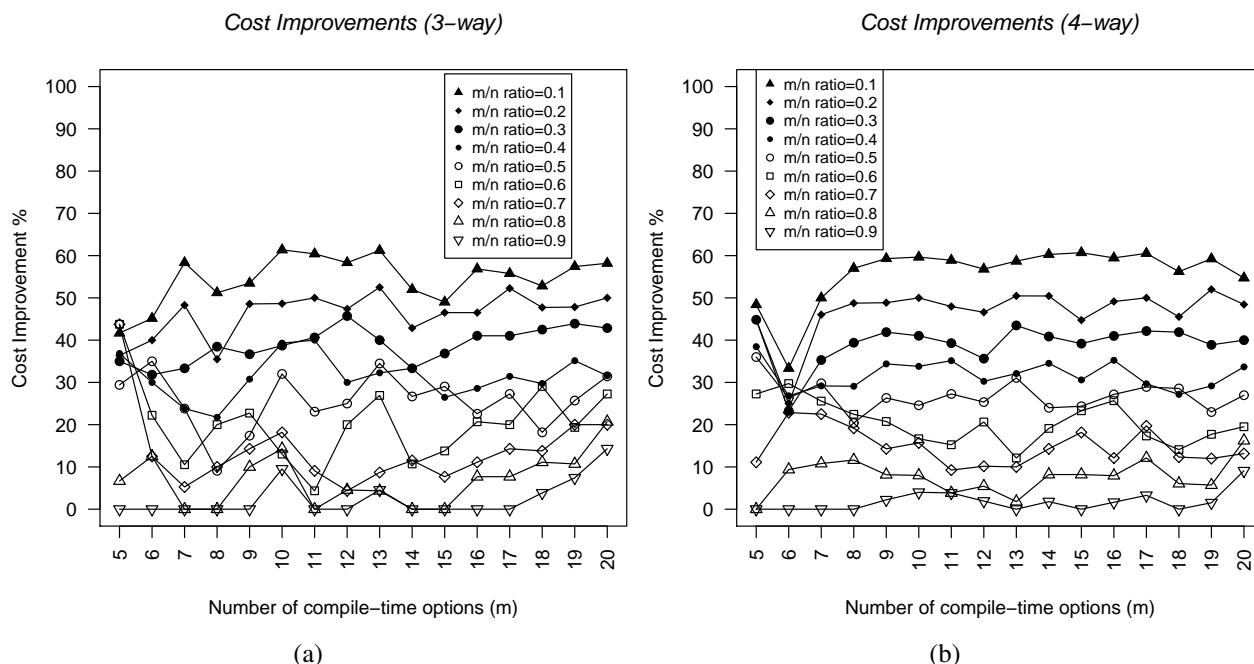 Cost Improvements (3−way)
Cost Improvement %
100
90
80
70
60
50
40
30
20
10
0
m/n ratio=0.1
m/n ratio=0.2
m/n ratio=0.3
m/n ratio=0.4
m/n ratio=0.5
m/n ratio=0.6
m/n ratio=0.7
m/n ratio=0.8
m/n ratio=0.9
5 6 7 8 9 10 11 12 13 14 15 16 17 18 19 20
Number of compile−time options (m)
(a)
Cost Improvements (4−way)
Cost Improvement %
100
90
80
70
60
50
40
30
20
10
0
m/n ratio=0.1
m/n ratio=0.2
m/n ratio=0.3
m/n ratio=0.4
m/n ratio=0.5
m/n ratio=0.6
m/n ratio=0.7
m/n ratio=0.8
m/n ratio=0.9
5 6 7 8 9 10 11 12 13 14 15 16 17 18 19 20
Number of compile−time options (m)
(b)